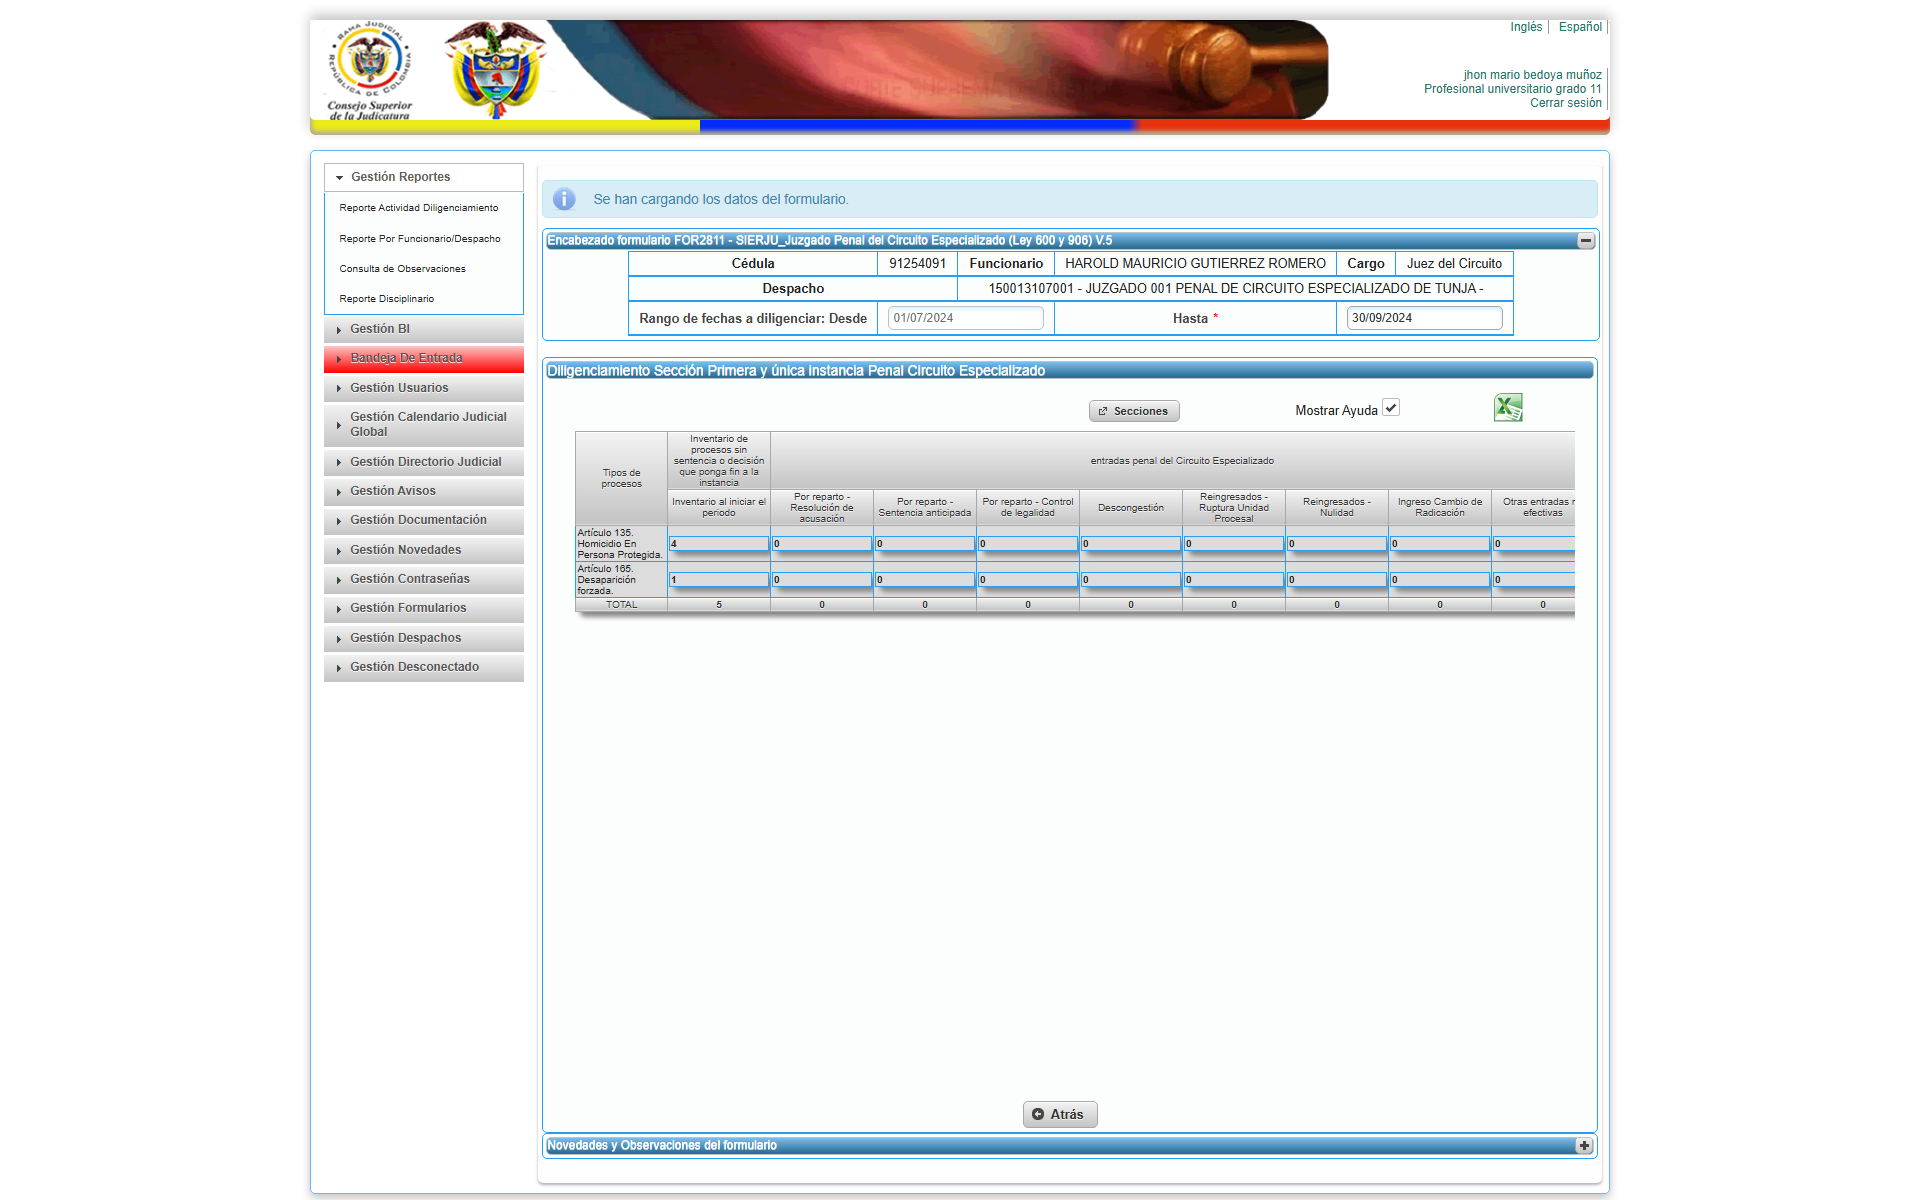 RAMA JUDICIAL
REPÚBLICA DE COLOMBIA
Consejo Superior
de la Judicatura
Inglés
Español
jhon mario bedoya muñoz
Profesional universitario grado 11
Cerrar sesión
Gestión Reportes
Reporte Actividad Diligenciamiento
Reporte Por Funcionario/Despacho
Consulta de Observaciones
Reporte Disciplinario
Gestión BI
Bandeja De Entrada
Gestión Usuarios
Gestión Calendario Judicial
Global
Gestión Directorio Judicial
Gestión Avisos
Gestión Documentación
Gestión Novedades
Gestión Contraseñas
Gestión Formularios
Gestión Despachos
Gestión Desconectado
Se han cargando los datos del formulario.
Encabezado formulario FOR2811 - SIERJU_Juzgado Penal del Circuito Especializado (Ley 600 y 906) V.5
Cédula 91254091 Funcionario HAROLD MAURICIO GUTIERREZ ROMERO Cargo Juez del Circuito
Despacho 150013107001 - JUZGADO 001 PENAL DE CIRCUITO ESPECIALIZADO DE TUNJA -
Rango de fechas a diligenciar: Desde 01/07/2024 Hasta * 30/09/2024
Diligenciamiento Sección Primera y única Instancia Penal Circuito Especializado
Secciones
Mostrar Ayuda
Tipos de
procesos
Inventario de
procesos sin
sentencia o decisión
que ponga fin a la
instancia
entradas penal del Circuito Especializado
Inventario al iniciar el
periodo
Por reparto -
Resolución de
acusación
Por reparto -
Sentencia anticipada
Por reparto - Control
de legalidad
Descongestión
Reingresados -
Ruptura Unidad
Procesal
Reingresados -
Nulidad
Ingreso Cambio de
Radicación
Otras entradas
efectivas
Artículo 135.
Homicidio En
Persona Protegida.
4 0 0 0 0 0 0 0 0
Artículo 165.
Desaparición
forzada.
1 0 0 0 0 0 0 0 0
TOTAL 5 0 0 0 0 0 0 0 0
Atrás
Novedades y Observaciones del formulario